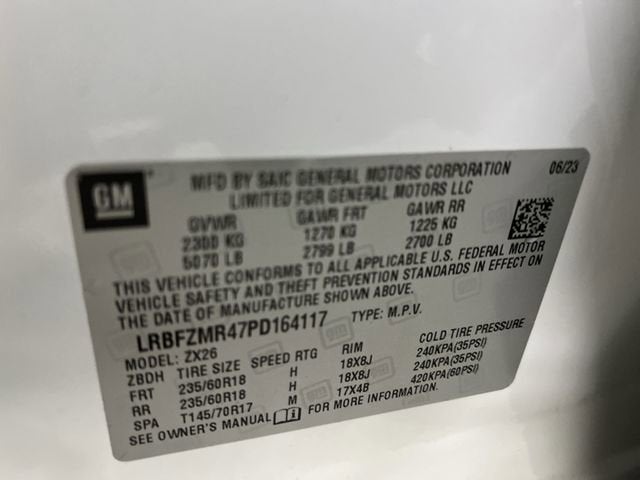 GM
MFD BY SAIC GENERAL MOTORS CORPORATION 06/23
LIMITED FOR GENERAL MOTORS LLC
GVWR GAWR FRT GAWR RR
2300 KG 1270 KG 1225 KG
5070 LB 2799 LB 2700 LB
THIS VEHICLE CONFORMS TO ALL APPLICABLE U.S. FEDERAL MOTOR
VEHICLE SAFETY AND THEFT PREVENTION STANDARDS IN EFFECT ON
THE DATE OF MANUFACTURE SHOWN ABOVE.
LRBFZMR47PD164117 TYPE: M.P.V.
MODEL: ZX26
ZBDH TIRE SIZE SPEED RTG RIM COLD TIRE PRESSURE
FRT 235/60R18 H 18X8J 240KPA(35PSI)
RR 235/60R18 H 18X8J 240KPA(35PSI)
SPA T145/70R17 M 17X4B 420KPA(60PSI)
SEE OWNER'S MANUAL FOR MORE INFORMATION.